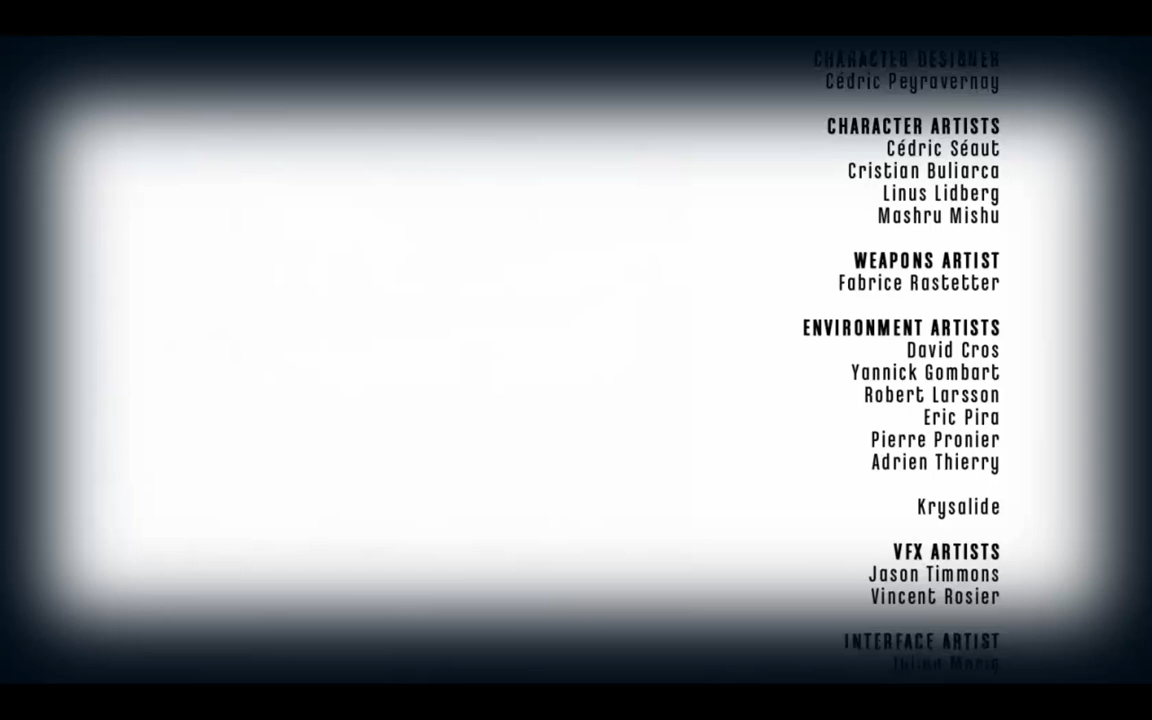 CHARACTER DESIGNER
Cédric Peyravernay
CHARACTER ARTISTS
Cédric Séaut
Cristian Buliarca
Linus Lidberg
Mashru Mishu
WEAPONS ARTIST
Fabrice Rastetter
ENVIRONMENT ARTISTS
David Cros
Yannick Gombart
Robert Larsson
Eric Pira
Pierre Pronier
Adrien Thierry
Krysalide
VFX ARTISTS
Jason Timmons
Vincent Rosier
INTERFACE ARTIST